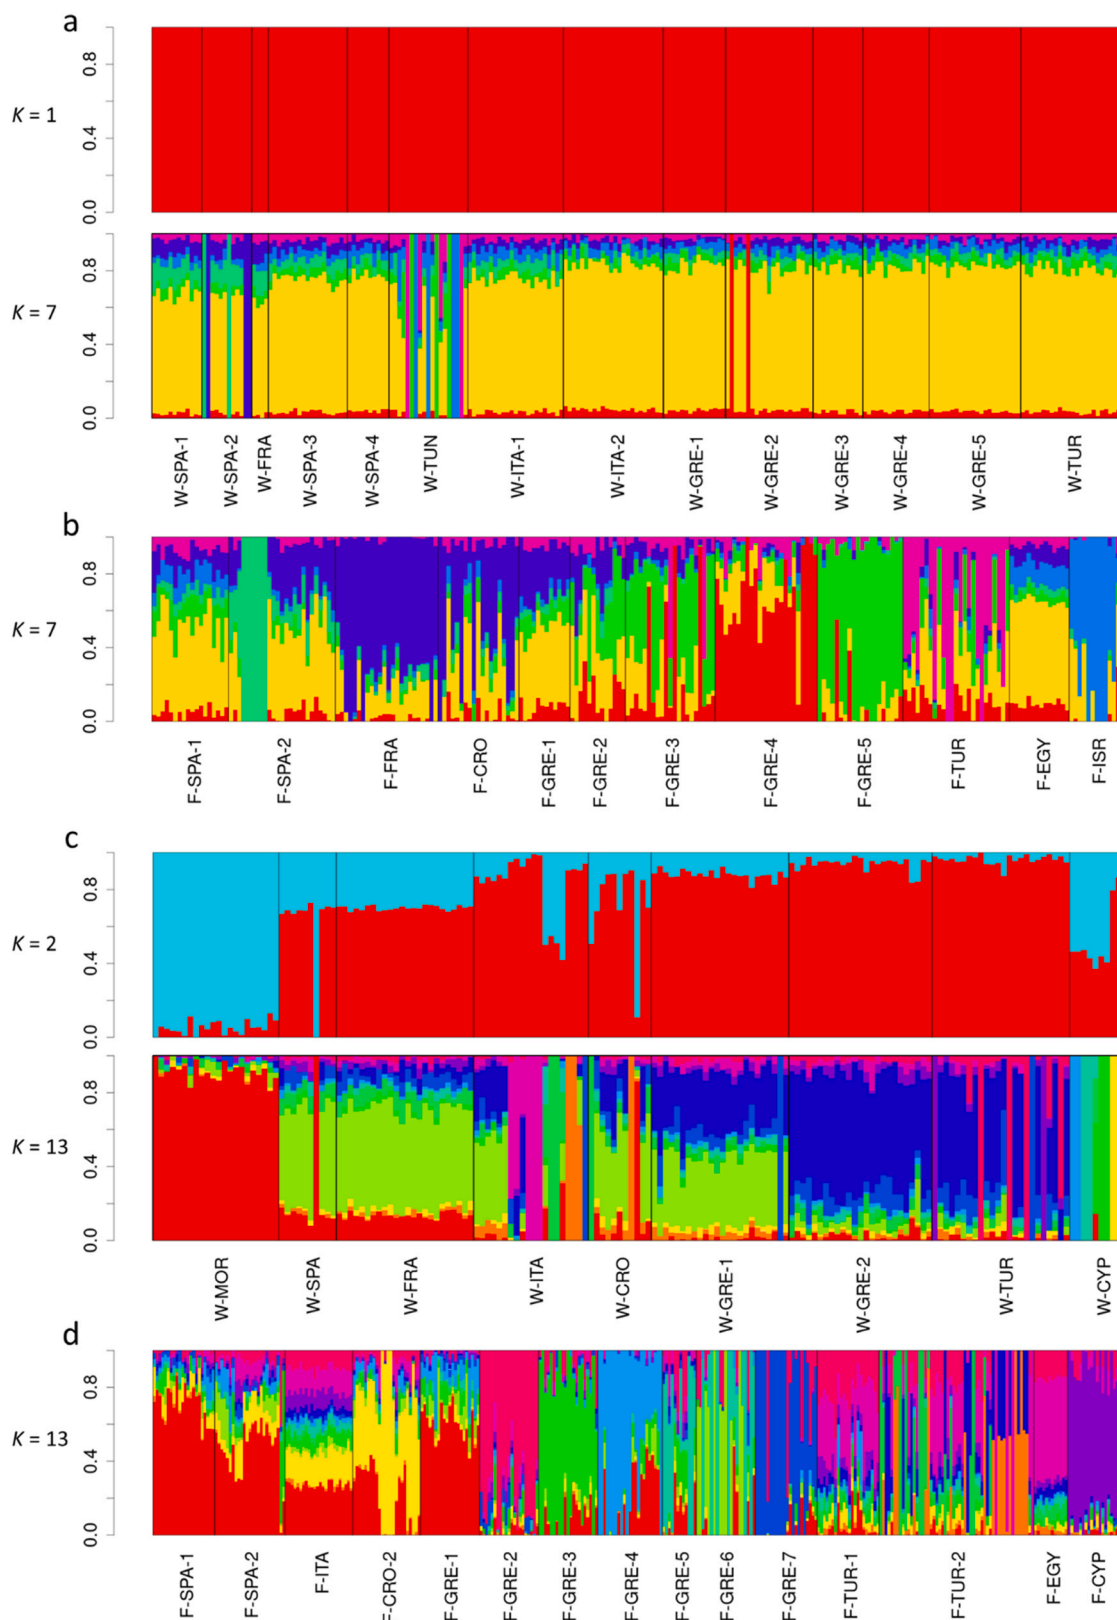 a
K = 1
0.8
0.4
0.0
K = 7
0.8
0.4
0.0
W-SPA-1 W-SPA-2 W-FRA W-SPA-3 W-SPA-4 W-TUN W-ITA-1 W-ITA-2 W-GRE-1 W-GRE-2 W-GRE-3 W-GRE-4 W-GRE-5 W-TUR
b
K = 7
0.8
0.4
0.0
F-SPA-1 F-SPA-2 F-FRA F-CRO F-GRE-1 F-GRE-2 F-GRE-3 F-GRE-4 F-GRE-5 F-TUR F-EGY F-ISR
c
K = 2
0.8
0.4
0.0
K = 13
0.8
0.4
0.0
W-MOR W-SPA W-FRA W-ITA W-CRO W-GRE-1 W-GRE-2 W-TUR W-CYP
d
K = 13
0.8
0.4
0.0
F-SPA-1 F-SPA-2 F-ITA F-CRO-2 F-GRE-1 F-GRE-2 F-GRE-3 F-GRE-4 F-GRE-5 F-GRE-6 F-GRE-7 F-TUR-1 F-TUR-2 F-EGY F-CYP